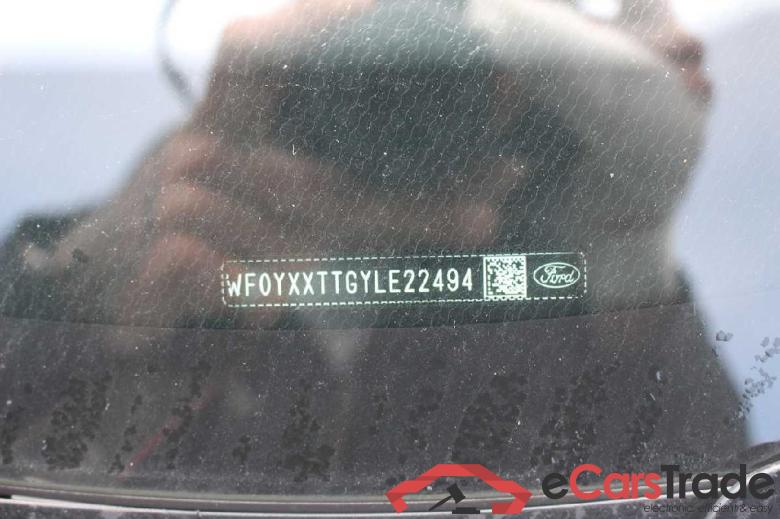 WF0YXXTTGYLE22494 Ford
eCarsTrade
electronic, efficient & easy